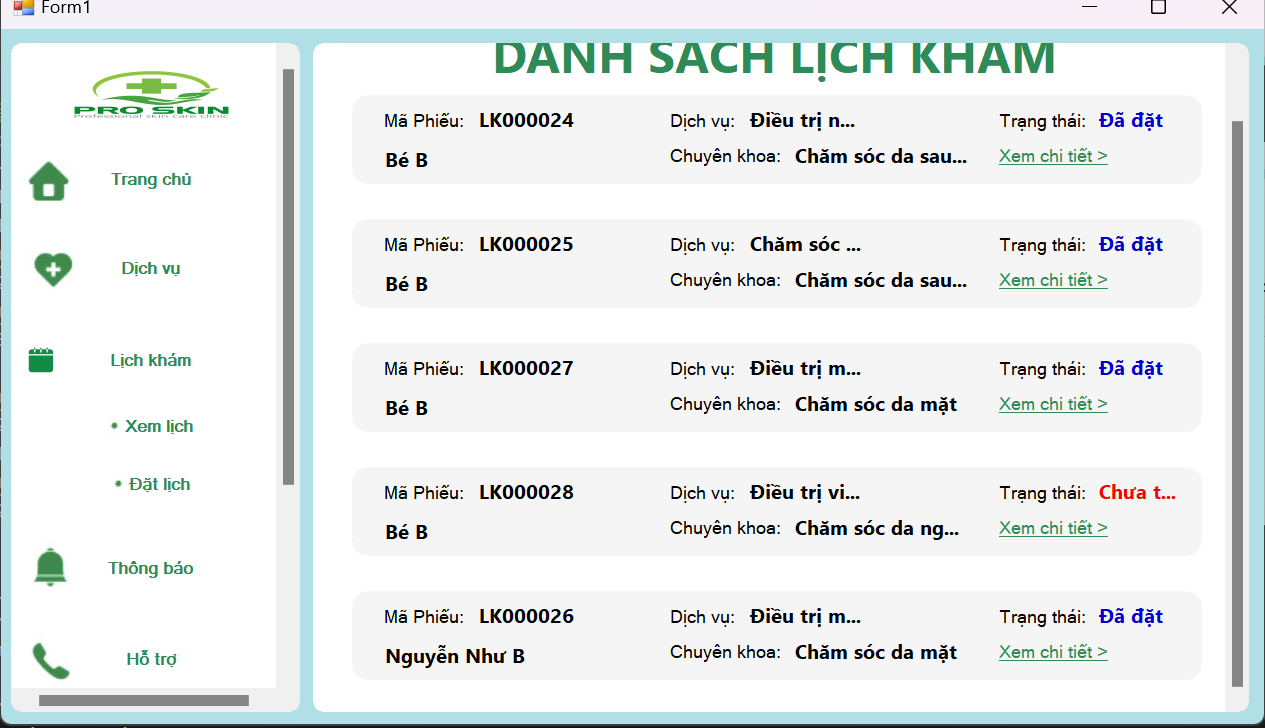 Form1
PRO SKIN
Professional skin care clinic
Trang chủ
Dịch vụ
Lịch khám
• Xem lịch
• Đặt lịch
Thông báo
Hỗ trợ
DANH SÁCH LỊCH KHÁM
Mã Phiếu: LK000024 Dịch vụ: Điều trị n... Trạng thái: Đã đặt
Bé B Chuyên khoa: Chăm sóc da sau... Xem chi tiết >
Mã Phiếu: LK000025 Dịch vụ: Chăm sóc ... Trạng thái: Đã đặt
Bé B Chuyên khoa: Chăm sóc da sau... Xem chi tiết >
Mã Phiếu: LK000027 Dịch vụ: Điều trị m... Trạng thái: Đã đặt
Bé B Chuyên khoa: Chăm sóc da mặt Xem chi tiết >
Mã Phiếu: LK000028 Dịch vụ: Điều trị vi... Trạng thái: Chưa t...
Bé B Chuyên khoa: Chăm sóc da ng... Xem chi tiết >
Mã Phiếu: LK000026 Dịch vụ: Điều trị m... Trạng thái: Đã đặt
Nguyễn Như B Chuyên khoa: Chăm sóc da mặt Xem chi tiết >